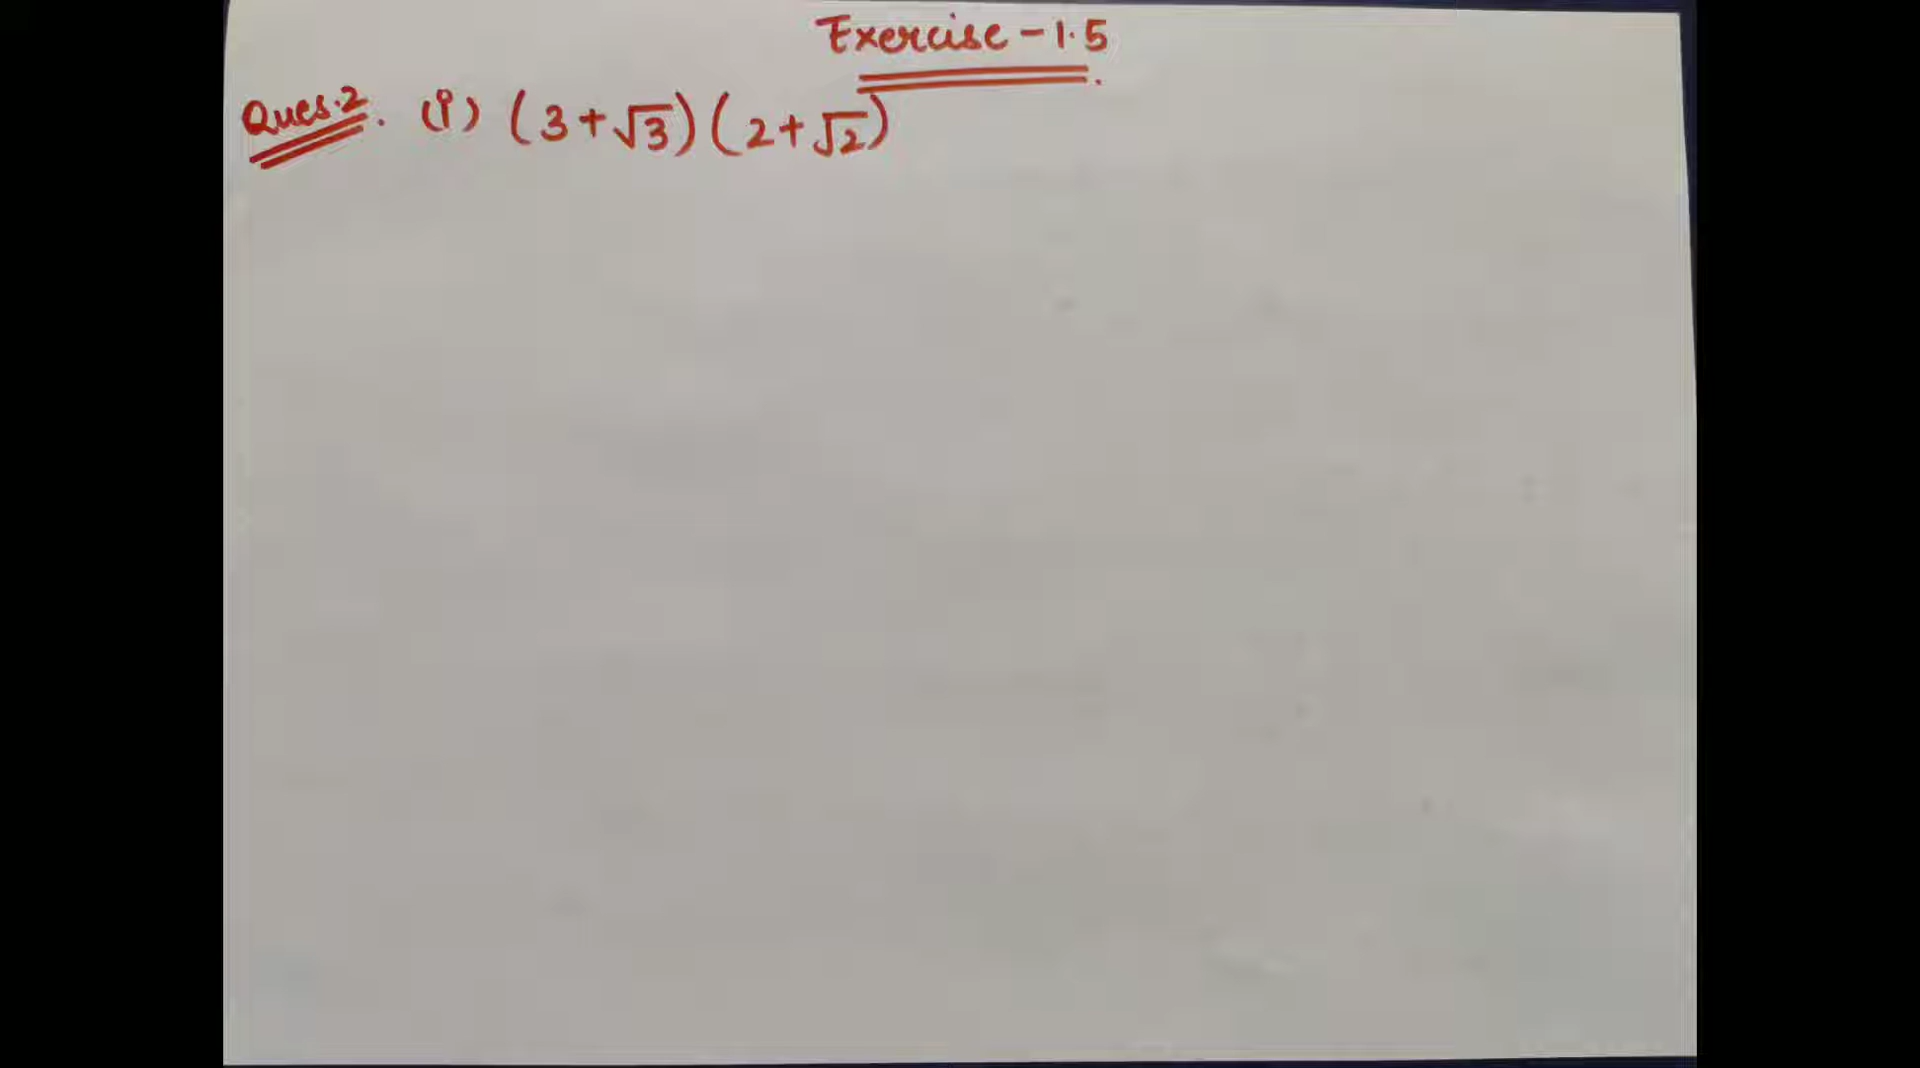 Exercise - 1.5
Ques.2. (i) (3+√3)(2+√2)